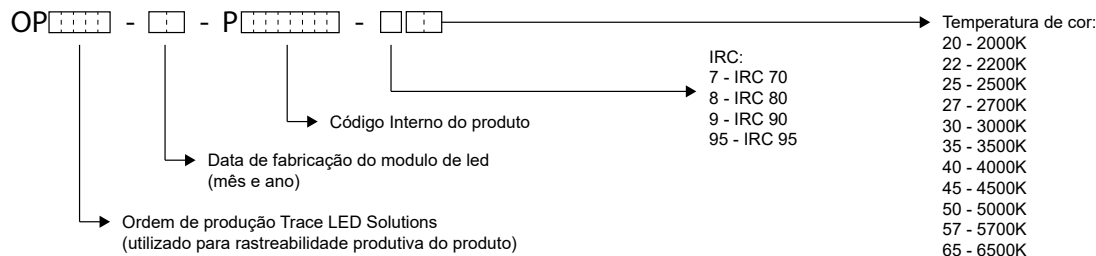 OP - - P -
Temperatura de cor:
20 - 2000K
22 - 2200K
25 - 2500K
27 - 2700K
30 - 3000K
35 - 3500K
40 - 4000K
45 - 4500K
50 - 5000K
57 - 5700K
65 - 6500K
IRC:
7 - IRC 70
8 - IRC 80
9 - IRC 90
95 - IRC 95
Código Interno do produto
Data de fabricação do modulo de led
(mês e ano)
Ordem de produção Trace LED Solutions
(utilizado para rastreabilidade produtiva do produto)